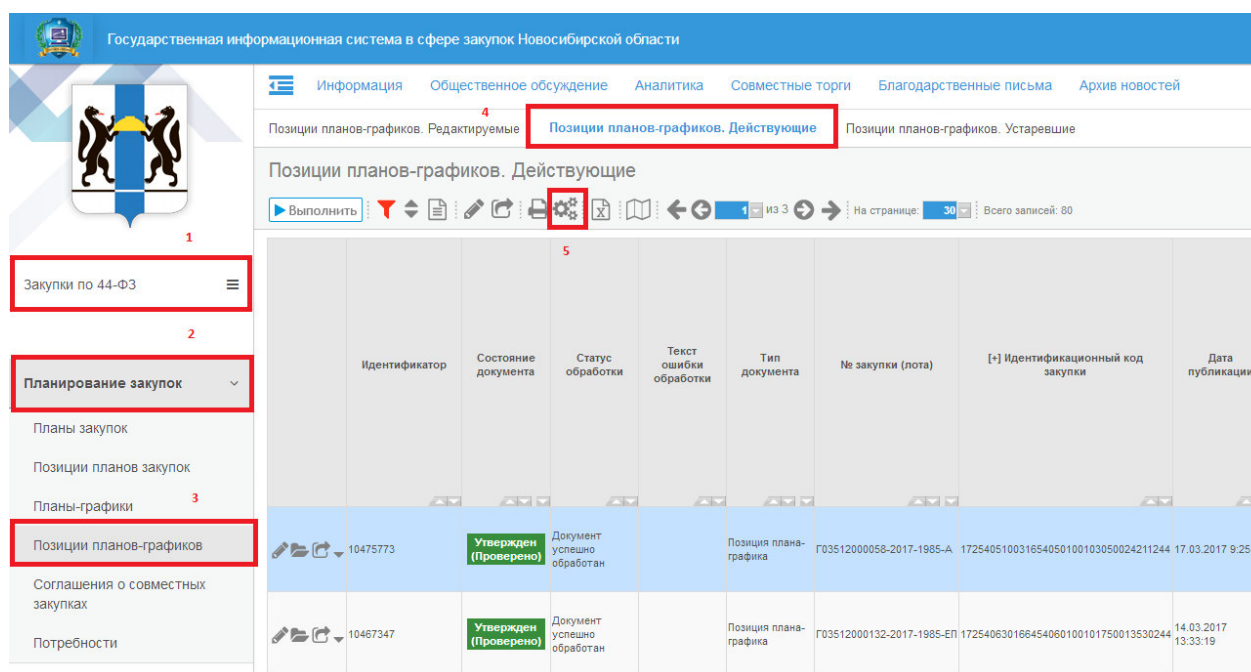 Государственная информационная система в сфере закупок Новосибирской области
Информация Общественное обсуждение Аналитика Совместные торги Благодарственные письма Архив новостей
4
Позиции планов-графиков. Редактируемые Позиции планов-графиков. Действующие Позиции планов-графиков. Устаревшие
Позиции планов-графиков. Действующие
Выполнить 1 из 3 На странице: 30 Всего записей: 80
1
5
Закупки по 44-ФЗ
2
Планирование закупок
Планы закупок
Позиции планов закупок
Планы-графики
3
Позиции планов-графиков
Соглашения о совместных
закупках
Потребности
Идентификатор
Состояние
документа
Статус
обработки
Текст
ошибки
обработки
Тип
документа
№ закупки (лота)
[+] Идентификационный код
закупки
Дата
публикации
10475773
Утвержден
(Проверено)
Документ
успешно
обработан
Позиция плана-
графика
Г03512000058-2017-1985-А
172540510031654050100103050024211244
17.03.2017 9:25
10467347
Утвержден
(Проверено)
Документ
успешно
обработан
Позиция плана-
графика
Г03512000132-2017-1985-ЕП
172540630166454060100101750013530244
14.03.2017
13:33:19